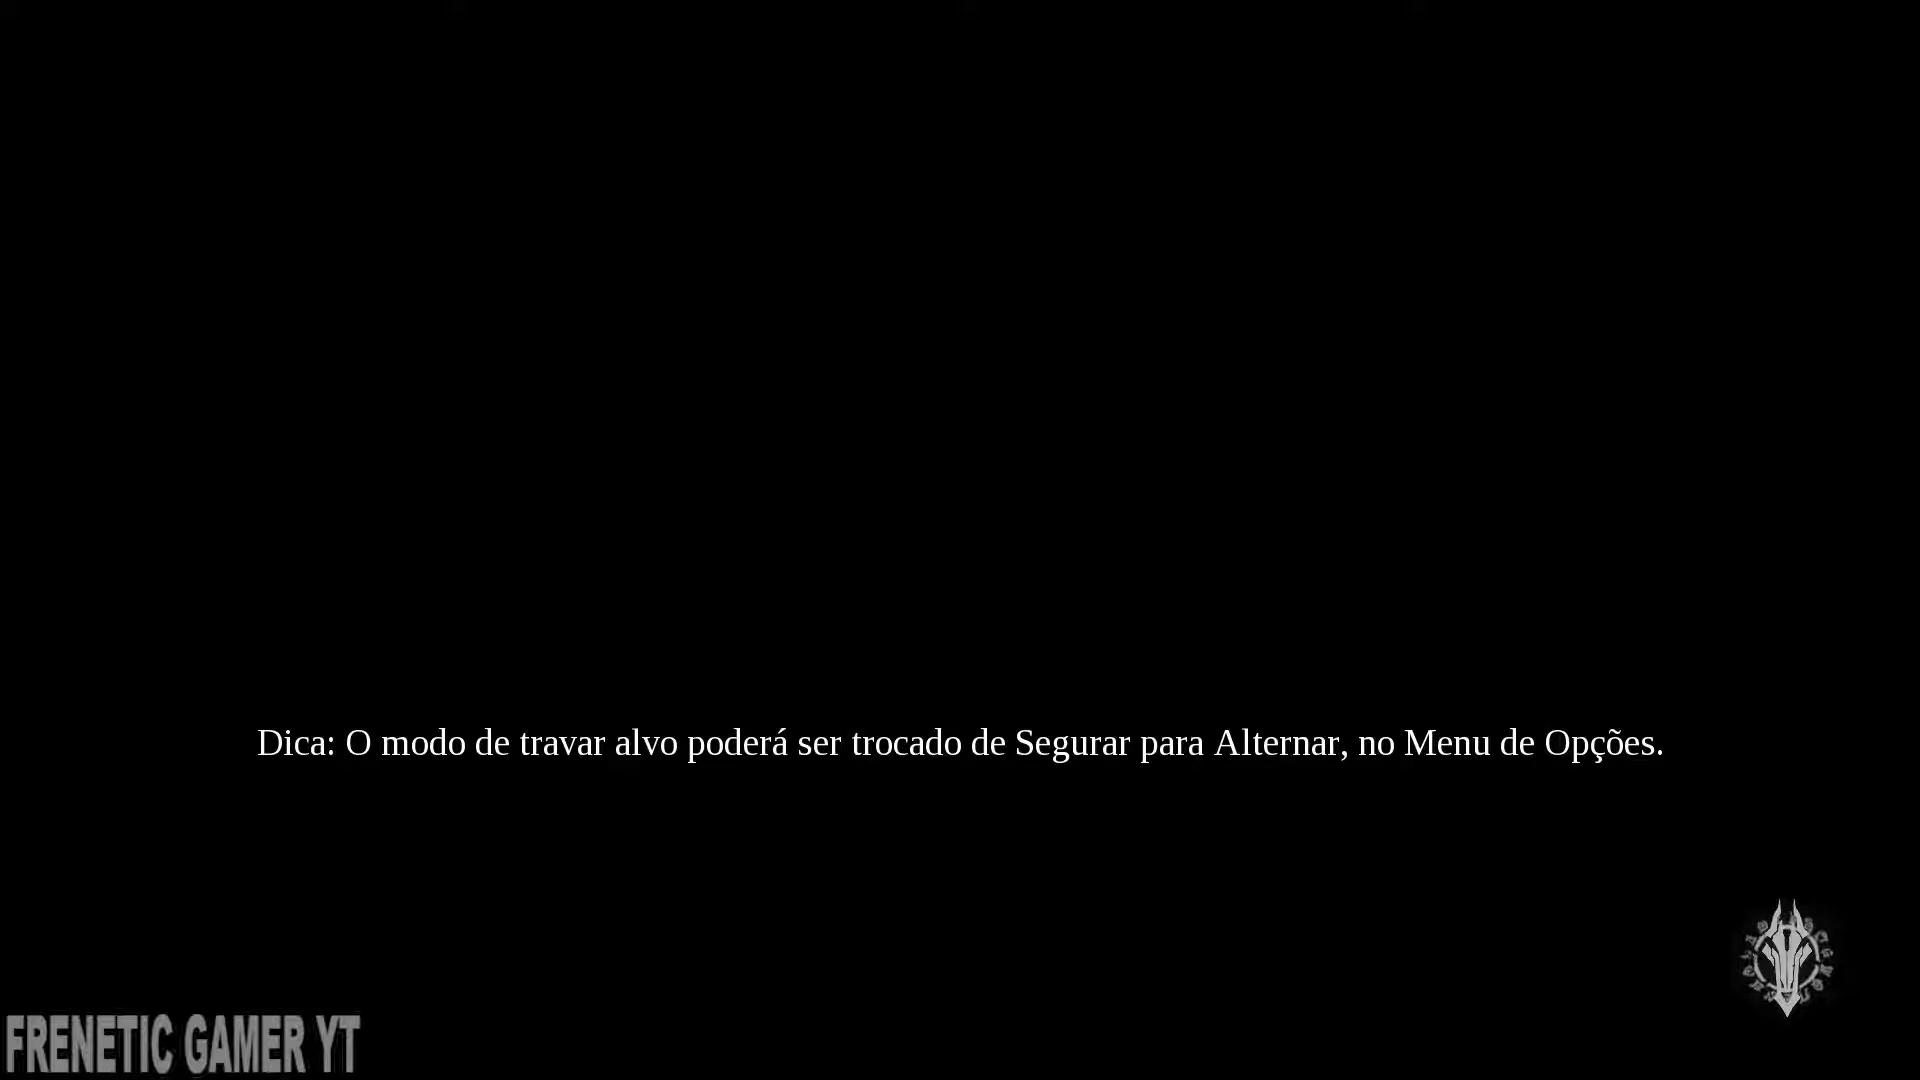 Dica: O modo de travar alvo poderá ser trocado de Segurar para Alternar, no Menu de Opções.
FRENETIC GAMER YT